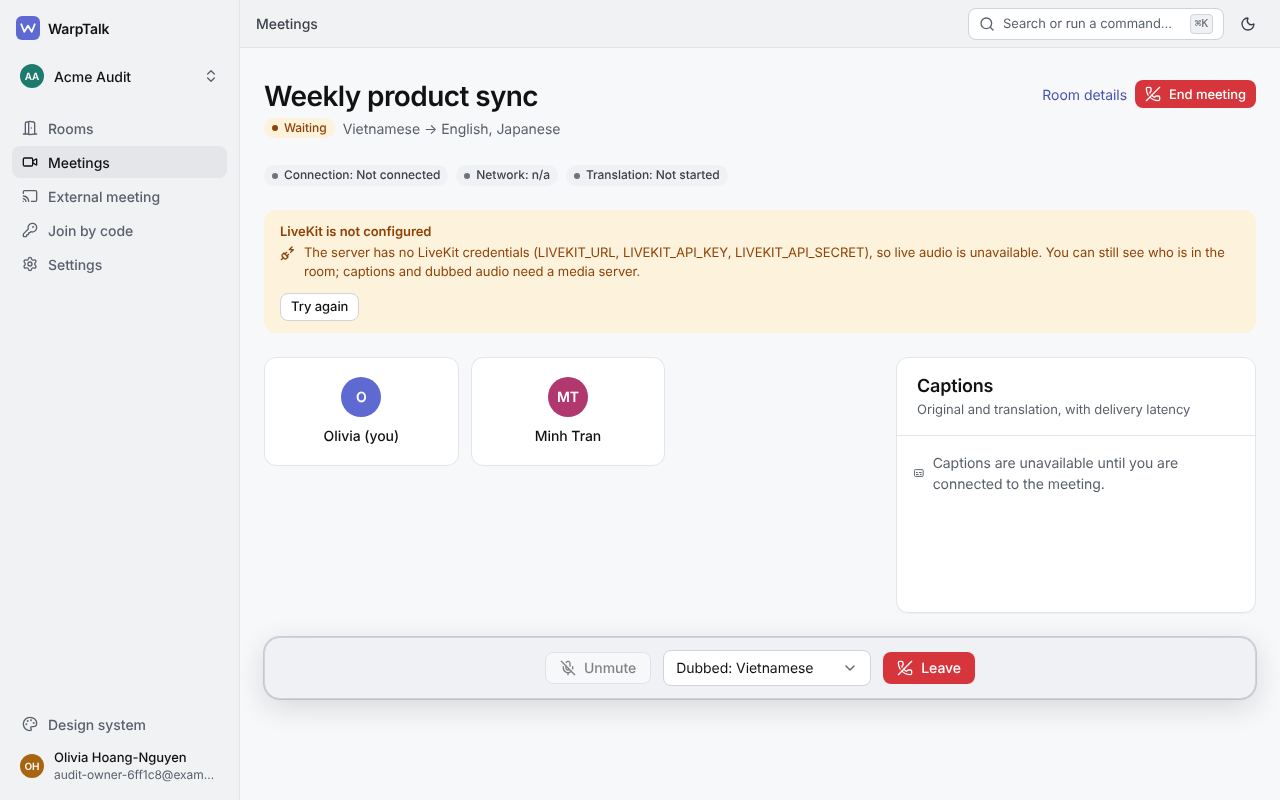 WarpTalk
AA
Acme Audit
Rooms
Meetings
External meeting
Join by code
Settings
Design system
OH
Olivia Hoang-Nguyen
audit-owner-6ff1c8@exam...
Meetings
Search or run a command...
⌘K
Weekly product sync
Room details
End meeting
Waiting
Vietnamese → English, Japanese
Connection: Not connected
Network: n/a
Translation: Not started
LiveKit is not configured
The server has no LiveKit credentials (LIVEKIT_URL, LIVEKIT_API_KEY, LIVEKIT_API_SECRET), so live audio is unavailable. You can still see who is in the
room; captions and dubbed audio need a media server.
Try again
O
Olivia (you)
MT
Minh Tran
Captions
Original and translation, with delivery latency
Captions are unavailable until you are
connected to the meeting.
Unmute
Dubbed: Vietnamese
Leave